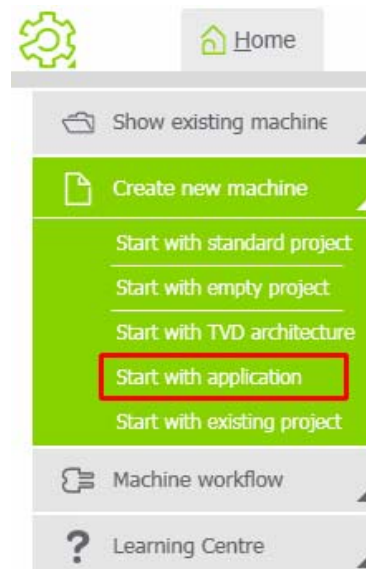 Home
Show existing machine
Create new machine
Start with standard project
Start with empty project
Start with TVD architecture
Start with application
Start with existing project
Machine workflow
Learning Centre